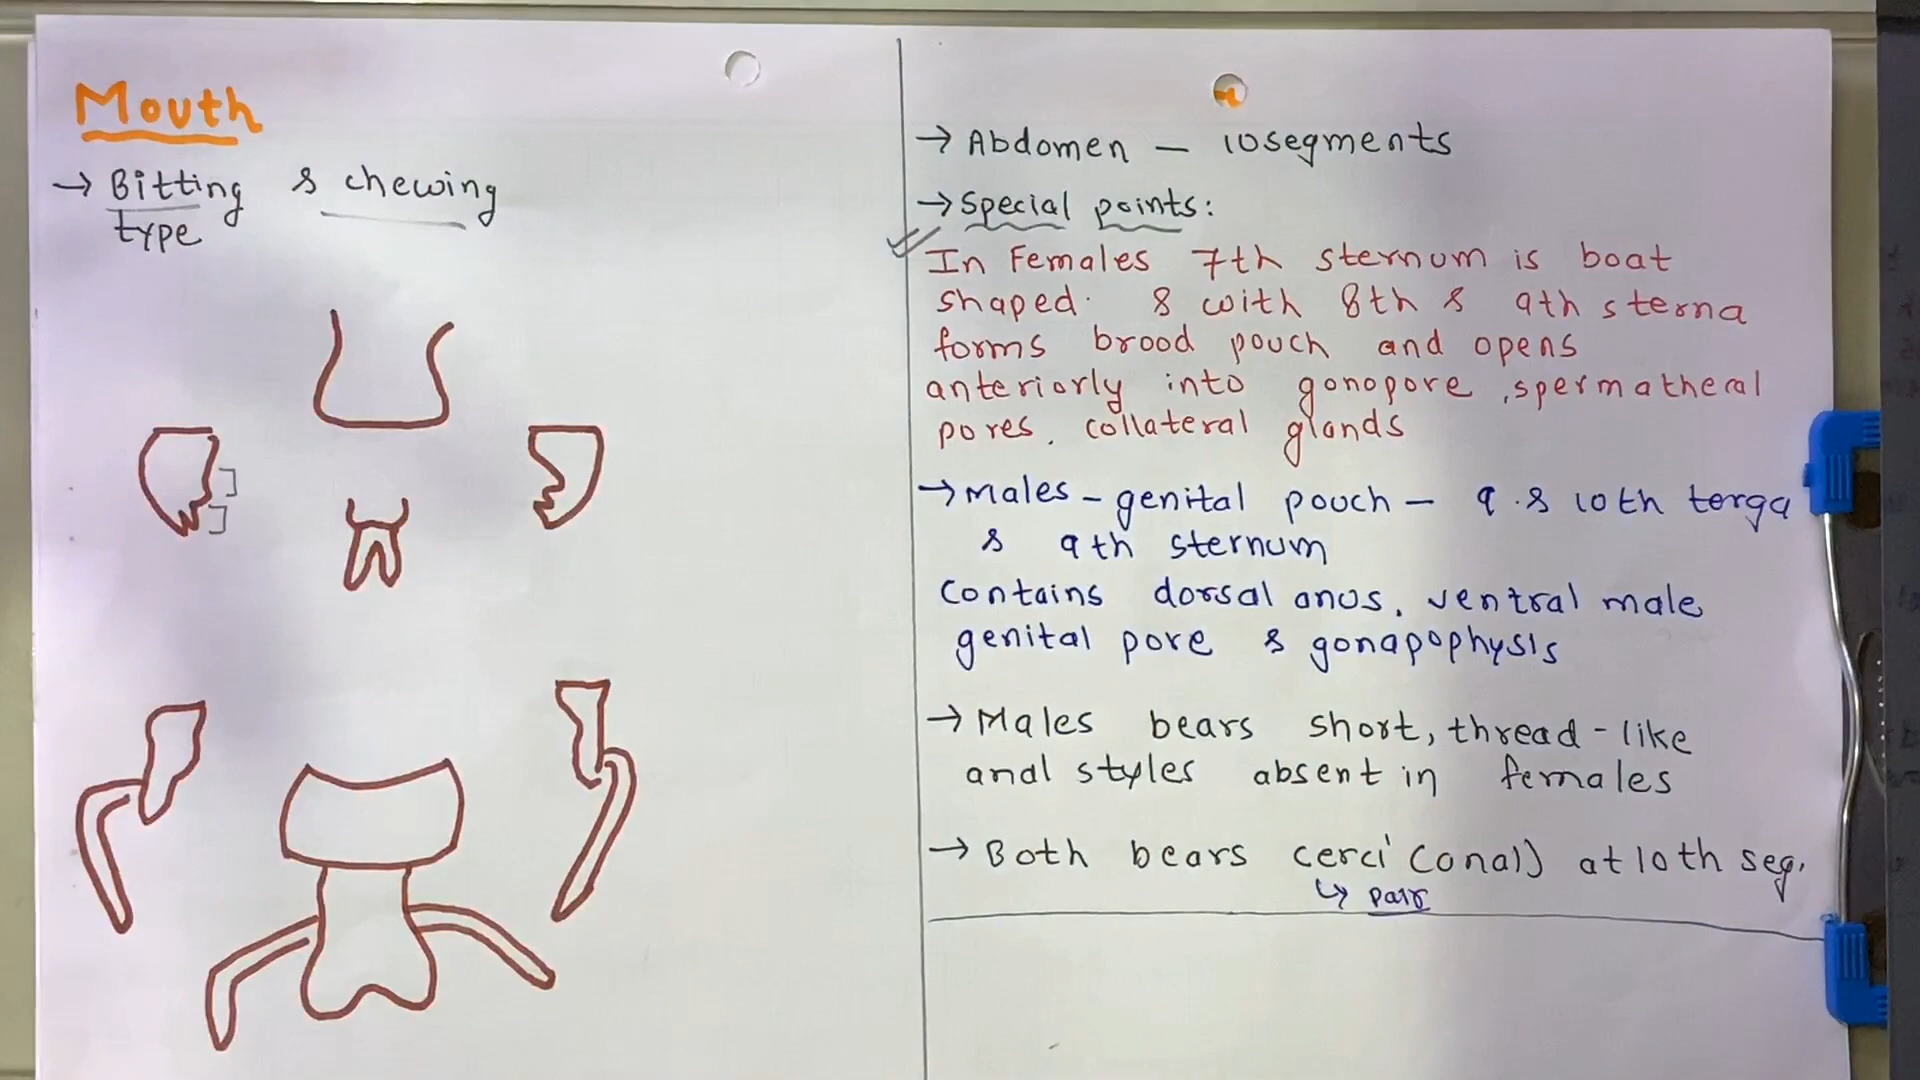 Mouth
→ Bitting & chewing
type
→ Abdomen – 10segments
→ Special points:
In Females 7th sternum is boat
shaped. & with 8th & 9th sterna
forms brood pouch and opens
anteriorly into gonopore, spermathecal
pores, collateral glands
→ Males – genital pouch – 9.& 10th terga
& 9th sternum
Contains dorsal anus, ventral male
genital pore & gonapophysis
→ Males bears short, thread-like
anal styles absent in females
→ Both bears cerci (anal) at 10th seg.
↳ pair